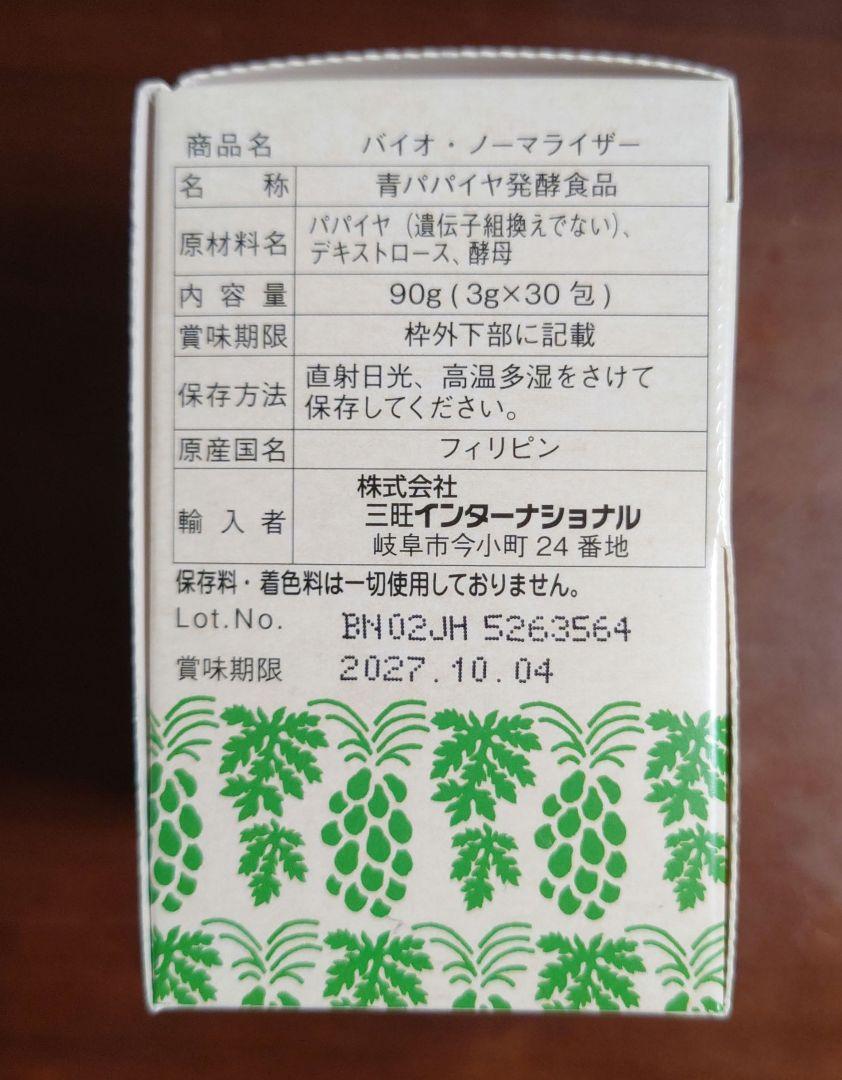 商品名 バイオ・ノーマライザー
名称 青パパイヤ発酵食品
原材料名 パパイヤ(遺伝子組換えでない)、
デキストロース、酵母
内容量 90g(3g×30包)
賞味期限 枠外下部に記載
保存方法 直射日光、高温多湿をさけて
保存してください。
原産国名 フィリピン
輸入者 株式会社
三旺インターナショナル
岐阜市今小町24番地
保存料・着色料は一切使用しておりません。
Lot.No. BN02JH 5263564
賞味期限 2027.10.04